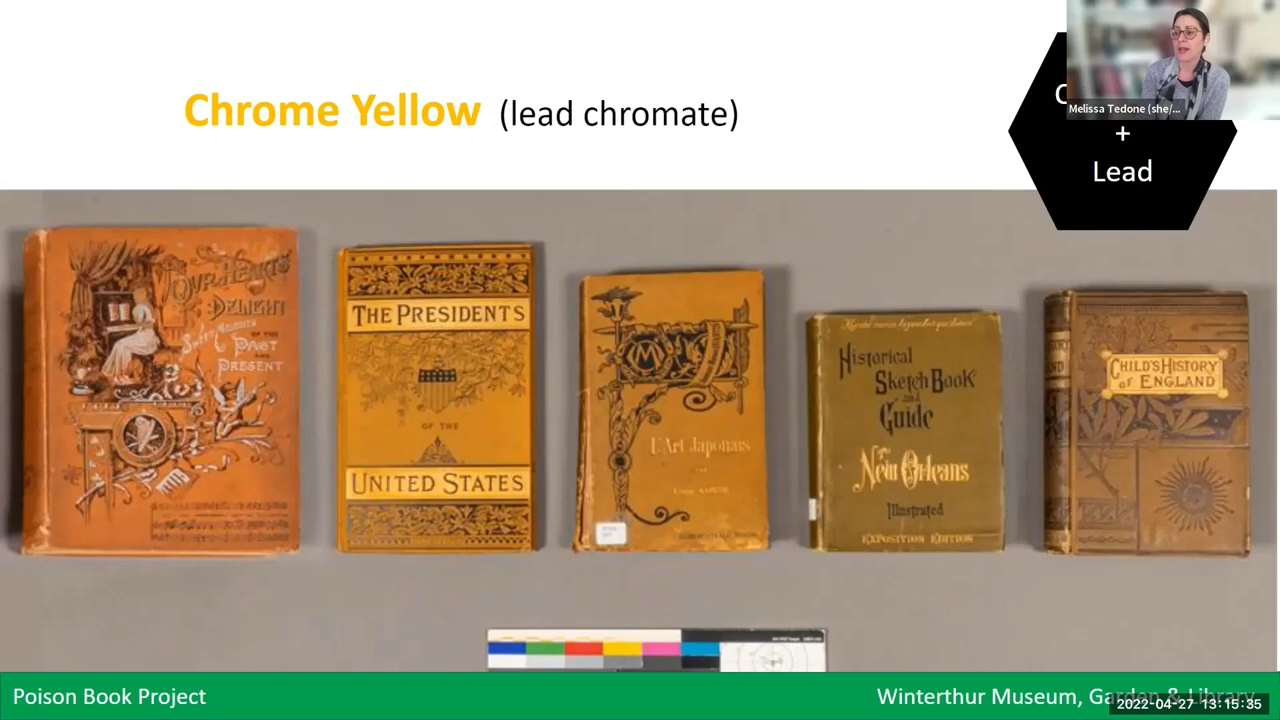 Chrome Yellow (lead chromate)
+
Lead
Melissa Tedone (she/...
OUR HEARTS'
DELIGHT
OF THE
PAST
AND
PRESENT
THE PRESIDENTS
OF THE
UNITED STATES
L'Art Japonais
Historical
Sketch Book
and
Guide
To
New Orleans
Illustrated
EXPOSITION EDITION
CHILD'S HISTORY
of ENGLAND
Poison Book Project
Winterthur Museum, Garden & Library
2022-04-27 13:15:35